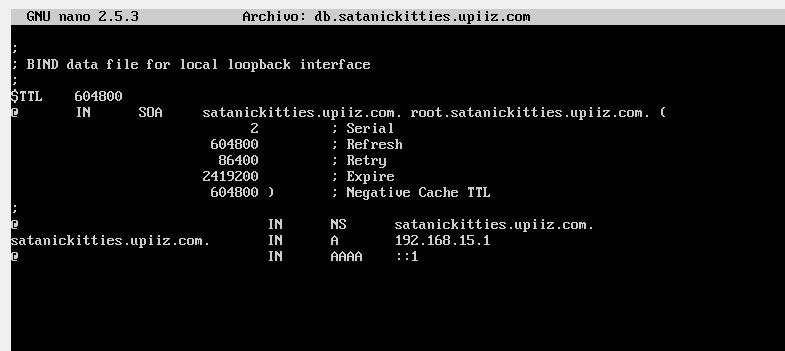 GNU nano 2.5.3 Archivo: db.satanickitties.upiiz.com
;
; BIND data file for local loopback interface
;
$TTL 604800
@ IN SOA satanickitties.upiiz.com. root.satanickitties.upiiz.com. (
2 ; Serial
604800 ; Refresh
86400 ; Retry
2419200 ; Expire
604800 ) ; Negative Cache TTL
;
@ IN NS satanickitties.upiiz.com.
satanickitties.upiiz.com. IN A 192.168.15.1
@ IN AAAA ::1